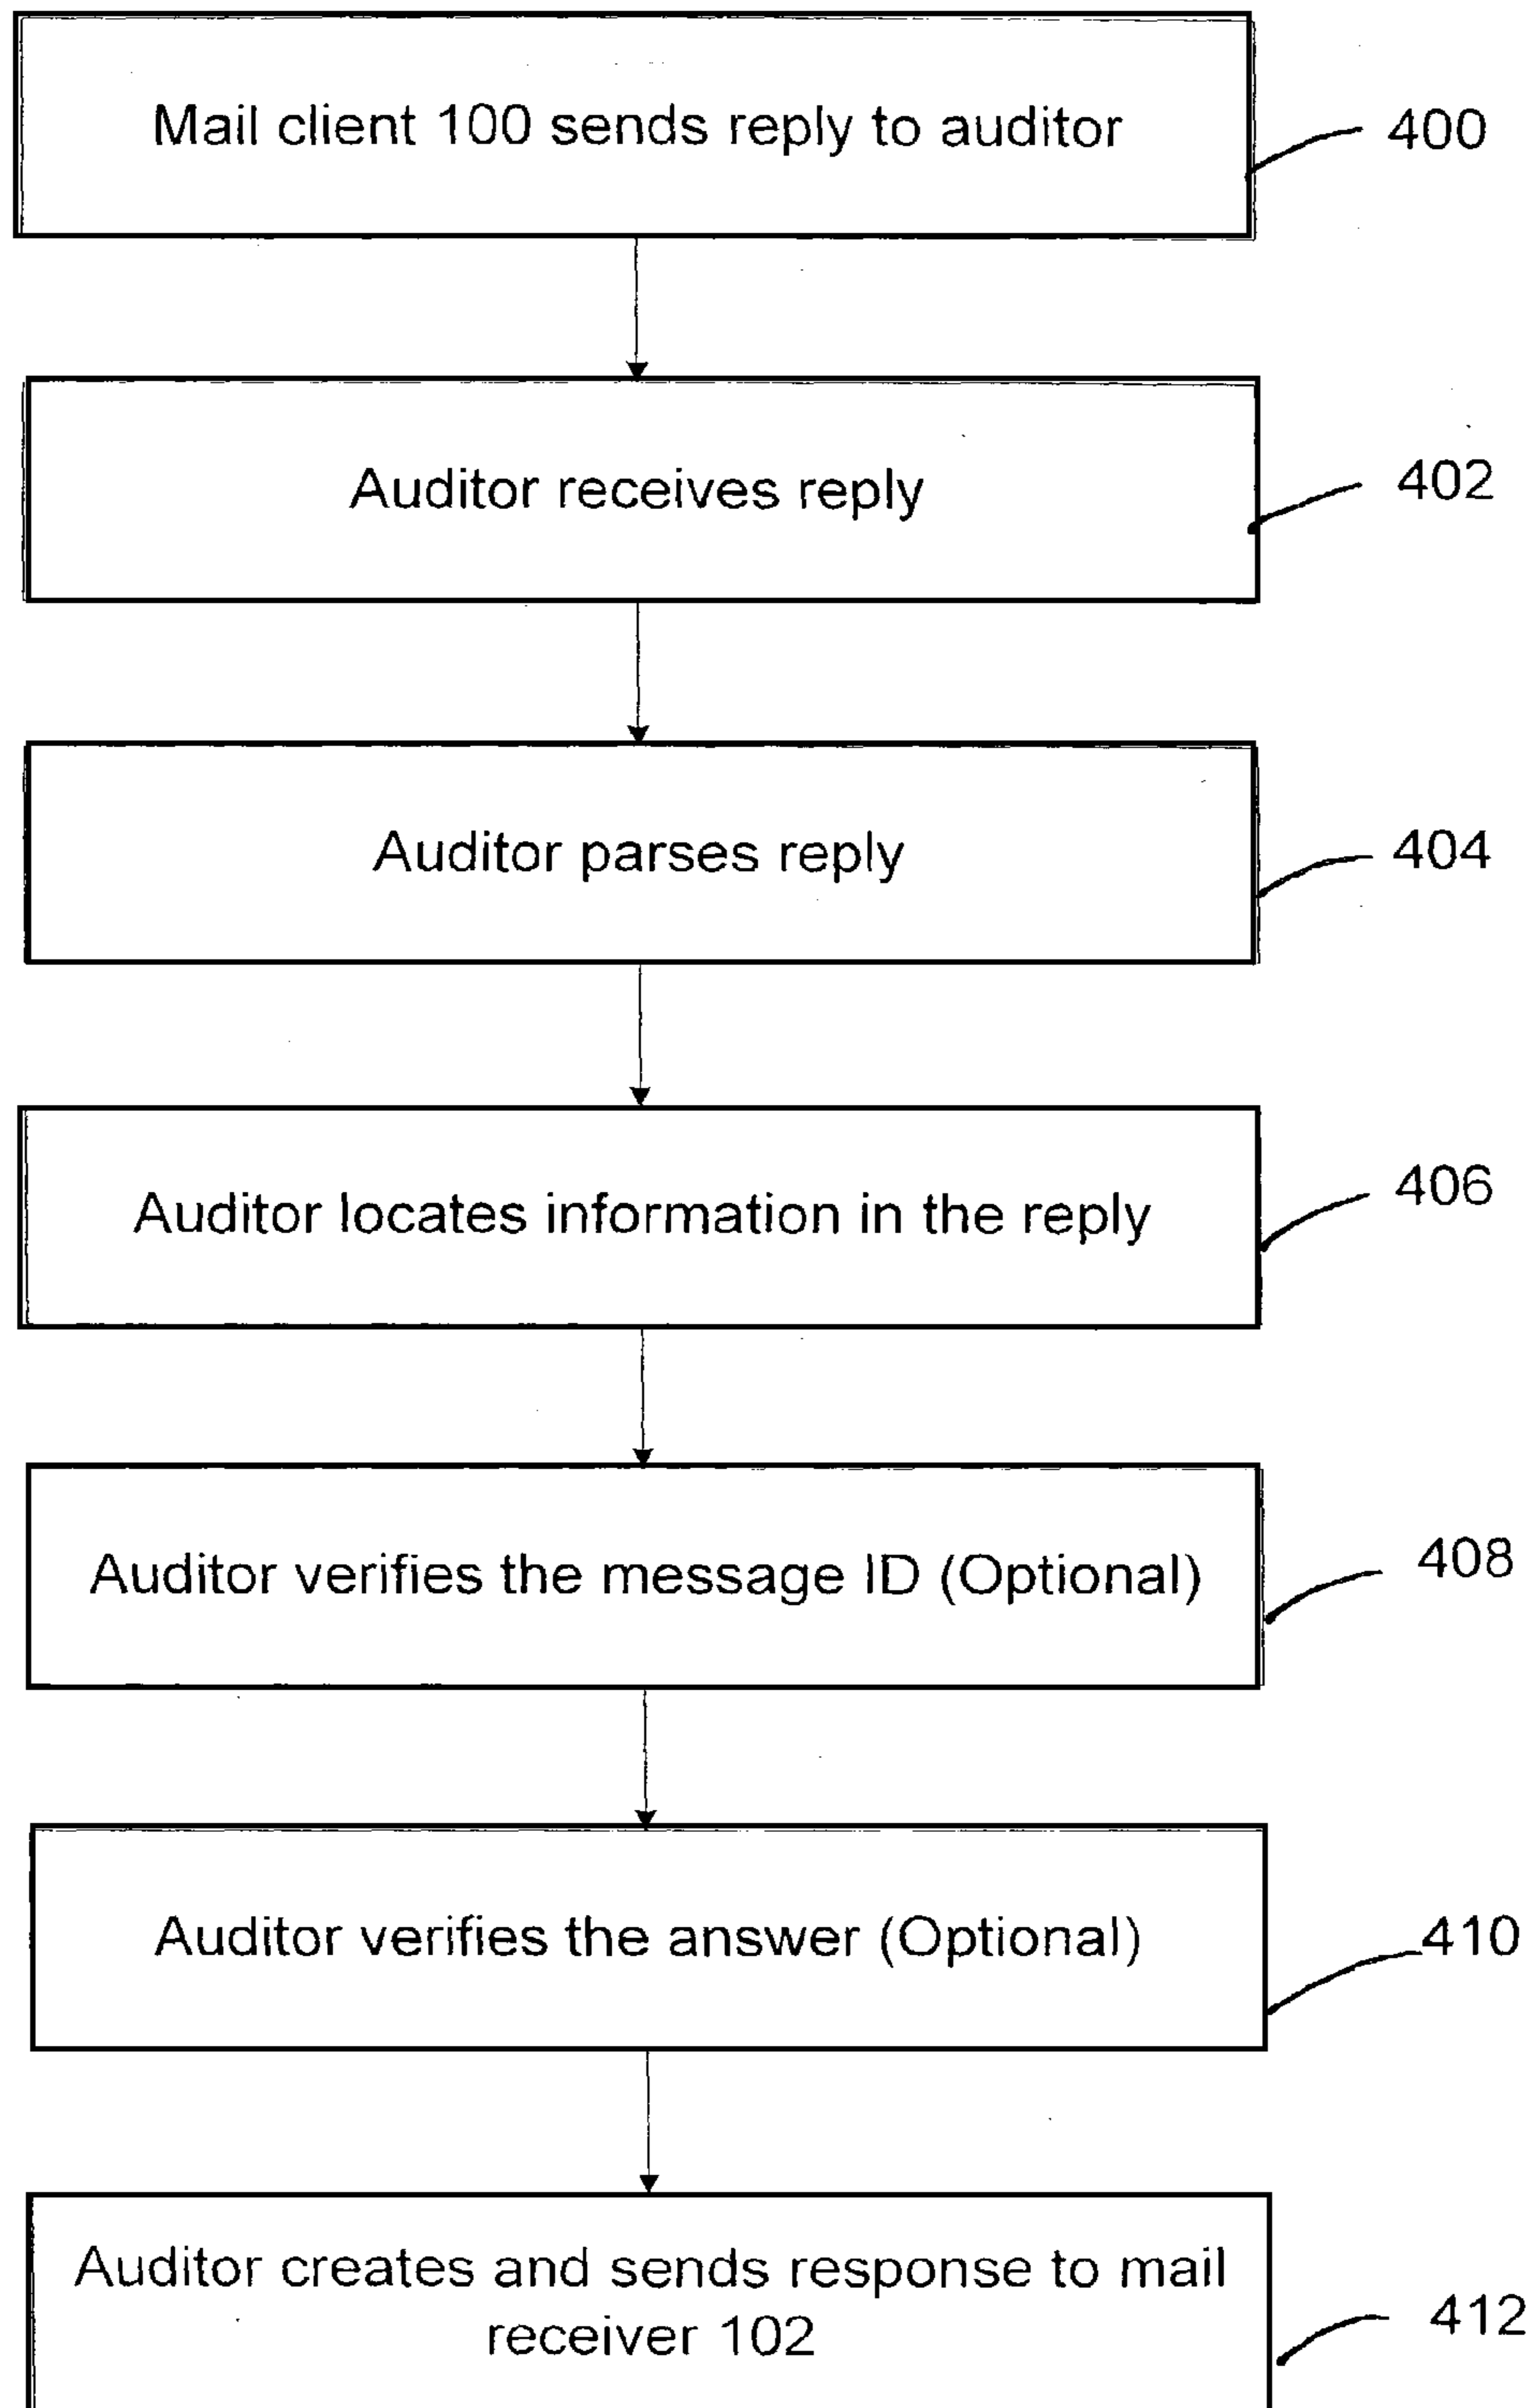 Mail client 100 sends reply to auditor
400
Auditor receives reply
402
Auditor parses reply
404
Auditor locates information in the reply
406
Auditor verifies the message ID (Optional)
408
Auditor verifies the answer (Optional)
410
Auditor creates and sends response to mail
receiver 102
412